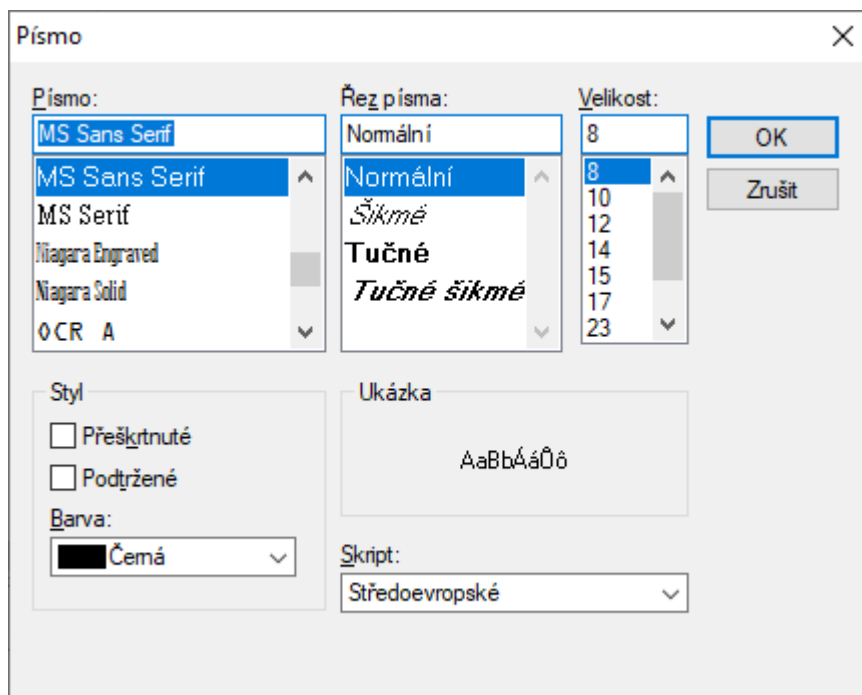 Písmo
Písmo:
MS Sans Serif
MS Sans Serif
MS Serif
Niagara Engraved
Niagara Solid
OCR A
Řez písma:
Normální
Normální
Šikmé
Tučné
Tučné šikmé
Velikost:
8
8
10
12
14
15
17
23
OK
Zrušit
Styl
Přeškrtnuté
Podtržené
Barva:
Černá
Ukázka
AaBbÁáÔô
Skript:
Středoevropské